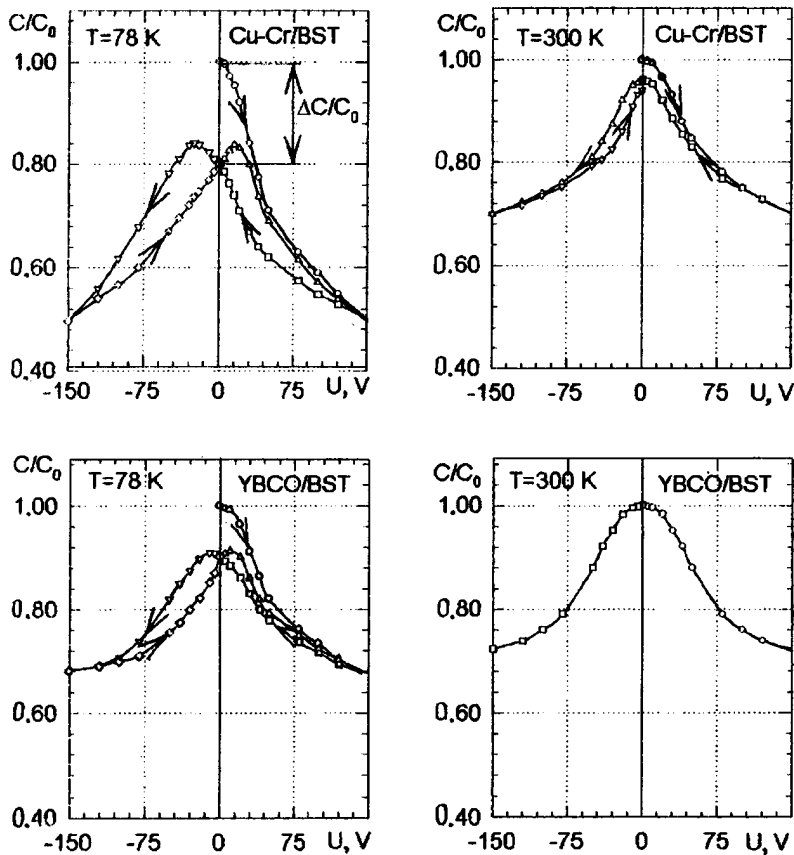 C/C₀
T=78 K
Cu-Cr/BST
1.00
ΔC/C₀
0.80
0.60
0.40
-150
-75
0
75
U, V
C/C₀
T=300 K
Cu-Cr/BST
1.00
0.80
0.60
0.40
-150
-75
0
75
U, V
C/C₀
T=78 K
YBCO/BST
1.00
0.80
0.60
0.40
-150
-75
0
75
U, V
C/C₀
T=300 K
YBCO/BST
1.00
0.80
0.60
0.40
-150
-75
0
75
U, V